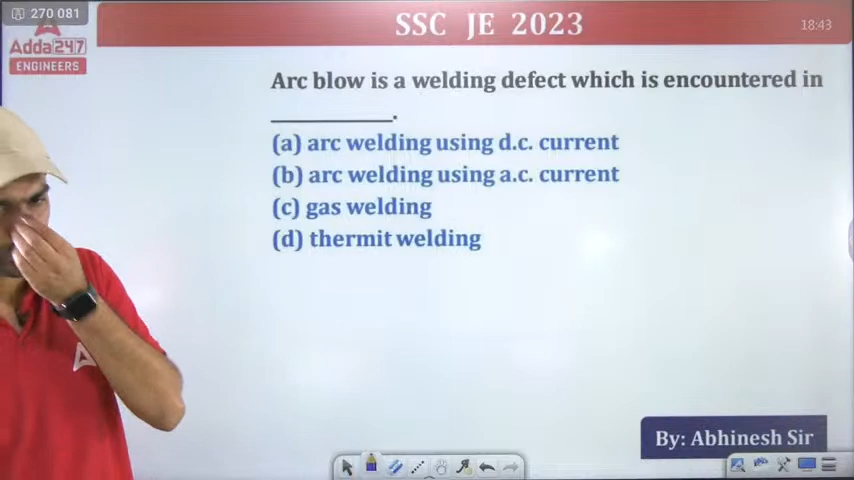 270 081
Adda247
ENGINEERS
SSC JE 2023
18:43
Arc blow is a welding defect which is encountered in
____________.
(a) arc welding using d.c. current
(b) arc welding using a.c. current
(c) gas welding
(d) thermit welding
By: Abhinesh Sir